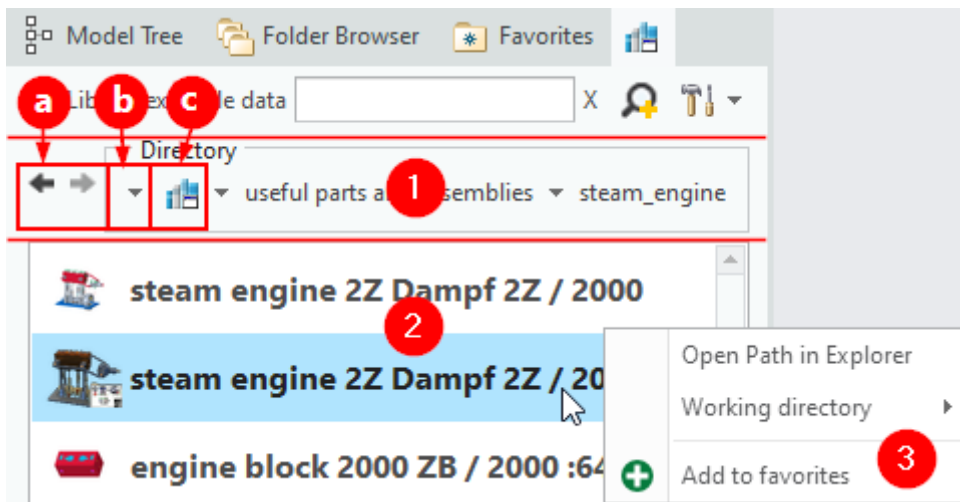 Model Tree Folder Browser Favorites
a b c
data X
Directory
1
useful parts a semblies steam_engine
steam engine 2Z Dampf 2Z / 2000
2
steam engine 2Z Dampf 2Z / 20
Open Path in Explorer
Working directory
Add to favorites
3
engine block 2000 ZB / 2000 :64